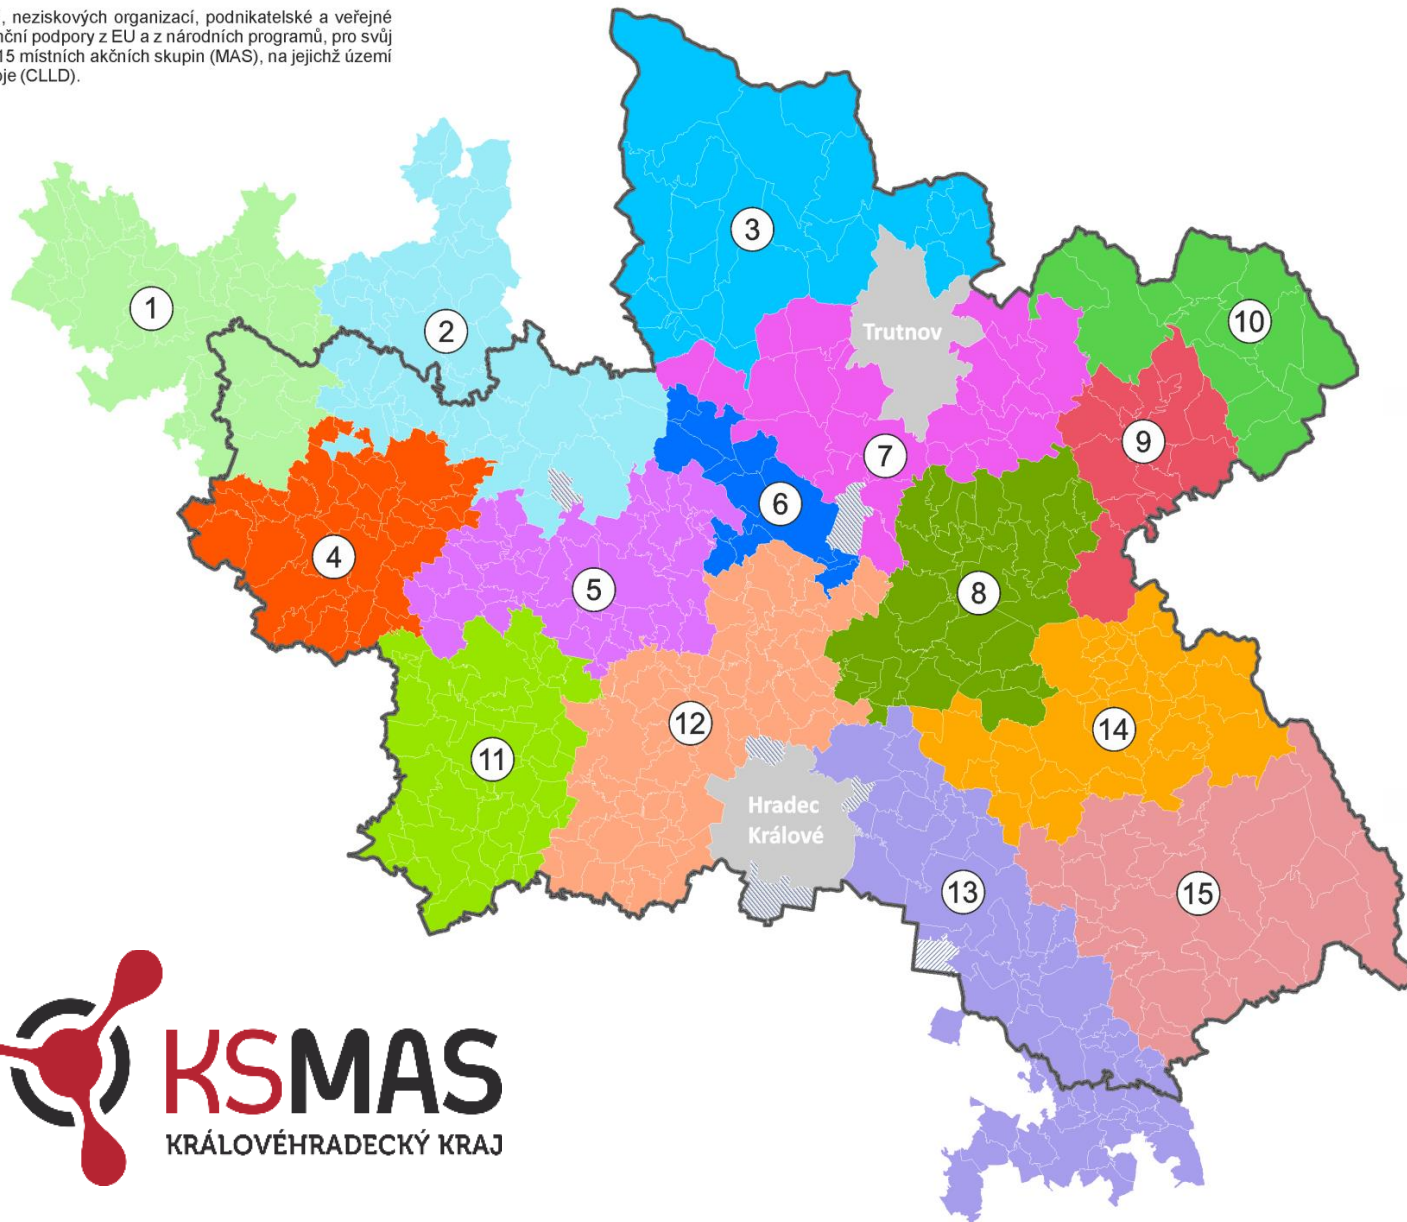 , neziskových organizací, podnikatelské a veřejné
nční podpory z EU a z národních programů, pro svůj
15 místních akčních skupin (MAS), na jejichž území
je (CLLD).
3
10
1
2
Trutnov
9
7
6
4
5
8
12
14
11
Hradec
Králové
13
15
KSMAS
KRÁLOVÉHRADECKÝ KRAJ